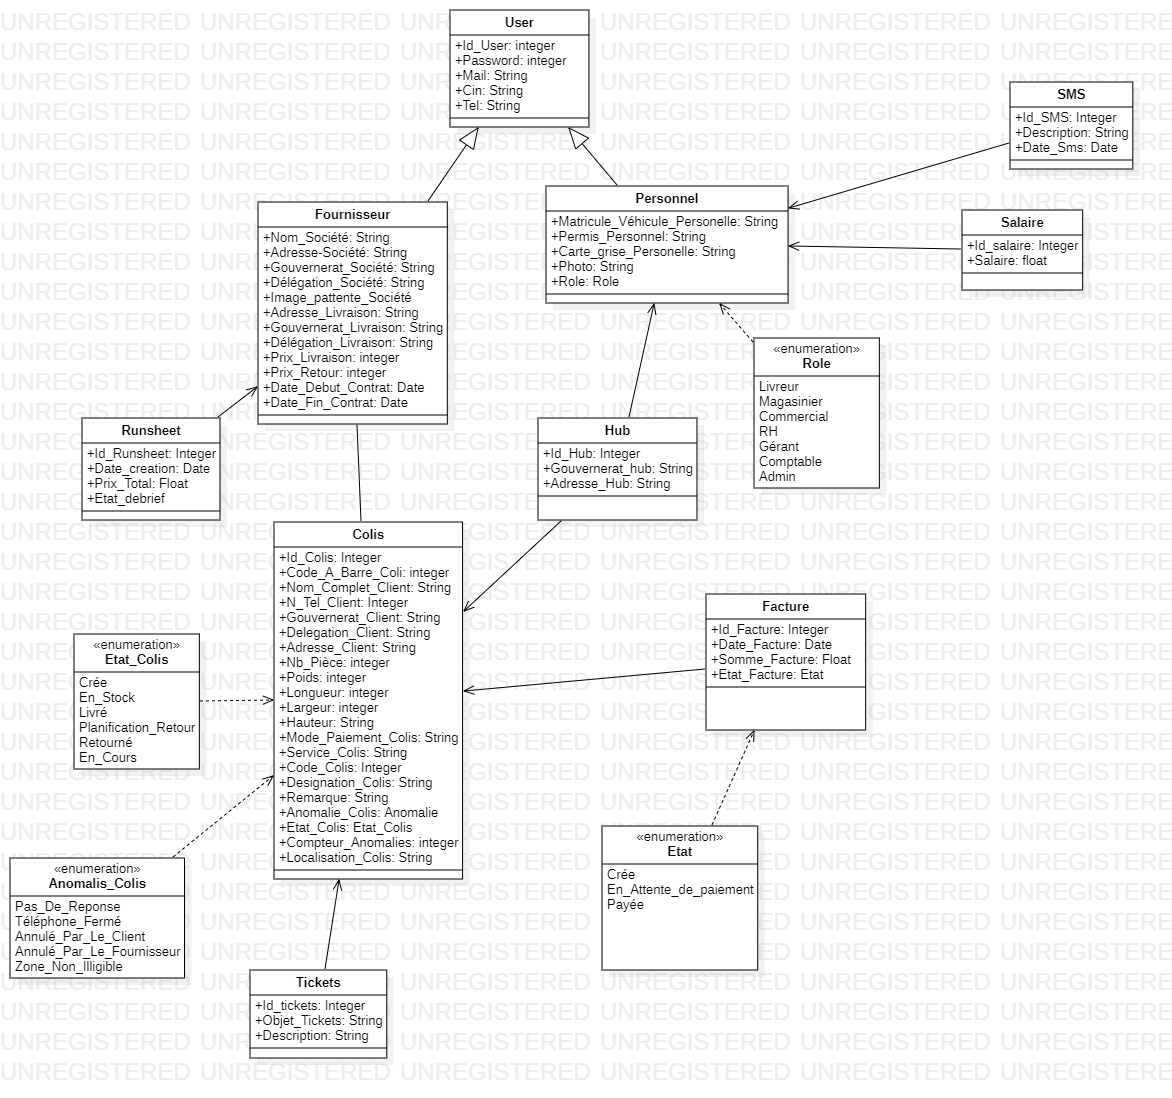 User
+Id_User: integer
+Password: integer
+Mail: String
+Cin: String
+Tel: String
SMS
+Id_SMS: Integer
+Description: String
+Date_Sms: Date
Personnel
+Matricule_Véhicule_Personelle: String
+Permis_Personnel: String
+Carte_grise_Personelle: String
+Photo: String
+Role: Role
Salaire
+Id_salaire: Integer
+Salaire: float
Fournisseur
+Nom_Société: String
+Adresse-Société: String
+Gouvernerat_Société: String
+Délégation_Société: String
+Image_pattente_Société
+Adresse_Livraison: String
+Gouvernerat_Livraison: String
+Délégation_Livraison: String
+Prix_Livraison: integer
+Prix_Retour: integer
+Date_Debut_Contrat: Date
+Date_Fin_Contrat: Date
«enumeration»
Role
Livreur
Magasinier
Commercial
RH
Gérant
Comptable
Admin
Runsheet
+Id_Runsheet: Integer
+Date_creation: Date
+Prix_Total: Float
+Etat_debrief
Hub
+Id_Hub: Integer
+Gouvernerat_hub: String
+Adresse_Hub: String
Colis
+Id_Colis: Integer
+Code_A_Barre_Coli: integer
+Nom_Complet_Client: String
+N_Tel_Client: Integer
+Gouvernerat_Client: String
+Delegation_Client: String
+Adresse_Client: String
+Nb_Pièce: integer
+Poids: integer
+Longueur: integer
+Largeur: integer
+Hauteur: String
+Mode_Paiement_Colis: String
+Service_Colis: String
+Code_Colis: Integer
+Designation_Colis: String
+Remarque: String
+Anomalie_Colis: Anomalie
+Etat_Colis: Etat_Colis
+Compteur_Anomalies: integer
+Localisation_Colis: String
Facture
+Id_Facture: Integer
+Date_Facture: Date
+Somme_Facture: Float
+Etat_Facture: Etat
«enumeration»
Etat_Colis
Crée
En_Stock
Livré
Planification_Retour
Retourné
En_Cours
«enumeration»
Etat
Crée
En_Attente_de_paiement
Payée
«enumeration»
Anomalis_Colis
Pas_De_Reponse
Téléphone_Fermé
Annulé_Par_Le_Client
Annulé_Par_Le_Fournisseur
Zone_Non_Illigible
Tickets
+Id_tickets: Integer
+Objet_Tickets: String
+Description: String
UNREGISTERED